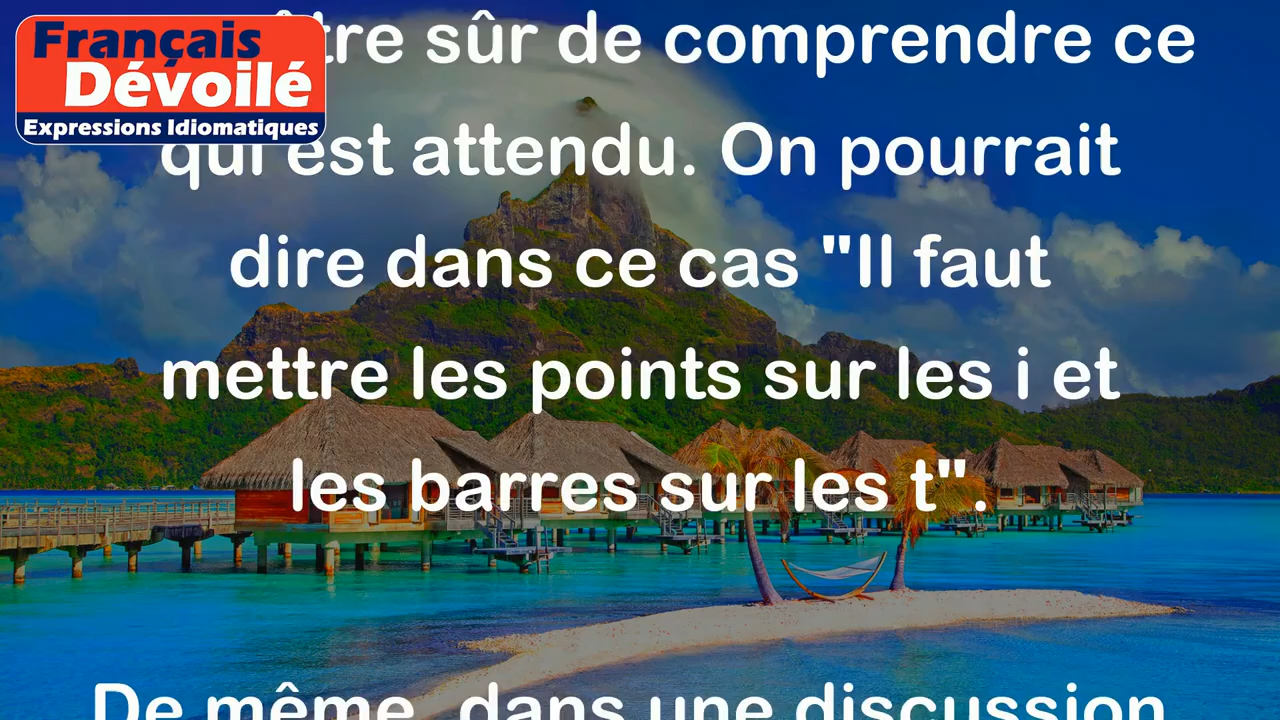 Français
Dévoilé
Expressions Idiomatiques
sûr de comprendre ce
qui est attendu. On pourrait
dire dans ce cas "Il faut
mettre les points sur les i et
les barres sur les t".
De même, dans une discussion